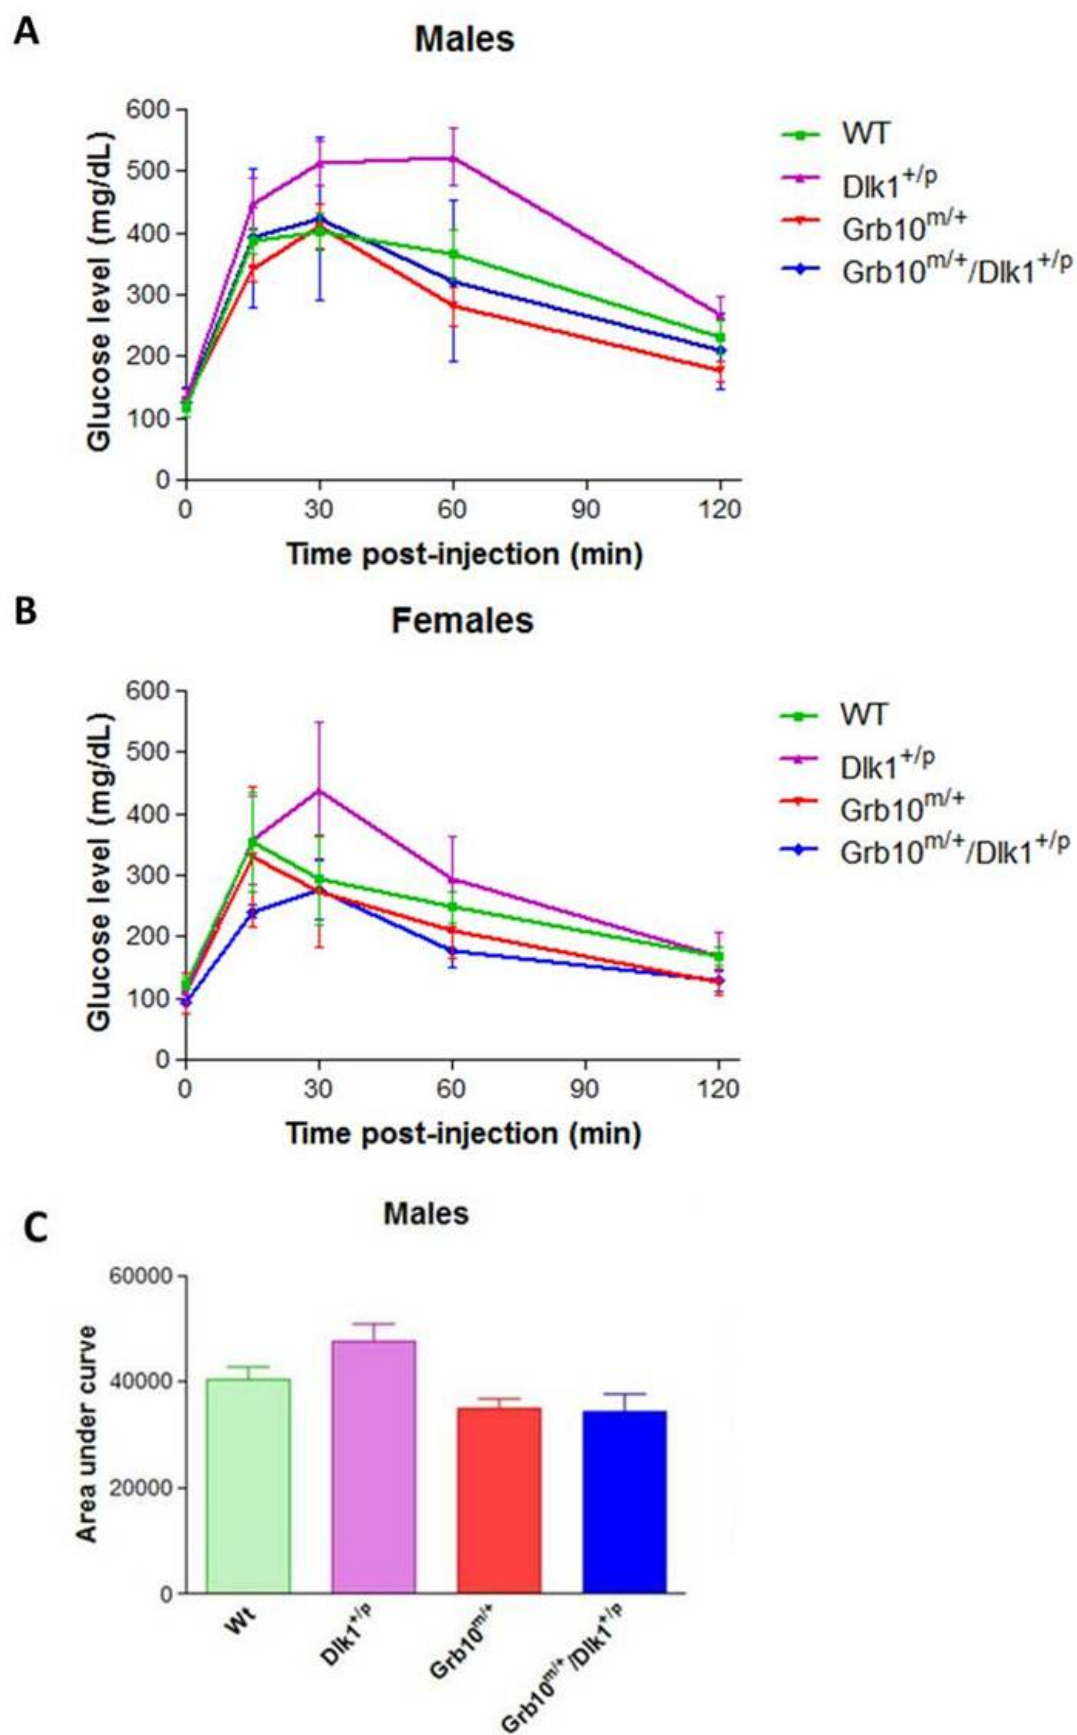 A
Males
600
500
400
300
200
100
0
Glucose level (mg/dL)
0 30 60 90 120
Time post-injection (min)
WT
Dlk1+/p
Grb10m/+
Grb10m/+/Dlk1+/p
B
Females
600
500
400
300
200
100
0
Glucose level (mg/dL)
0 30 60 90 120
Time post-injection (min)
WT
Dlk1+/p
Grb10m/+
Grb10m/+/Dlk1+/p
C
Males
60000
40000
20000
0
Area under curve
Wt
Dlk1+/p
Grb10m/+
Grb10m/+/Dlk1+/p